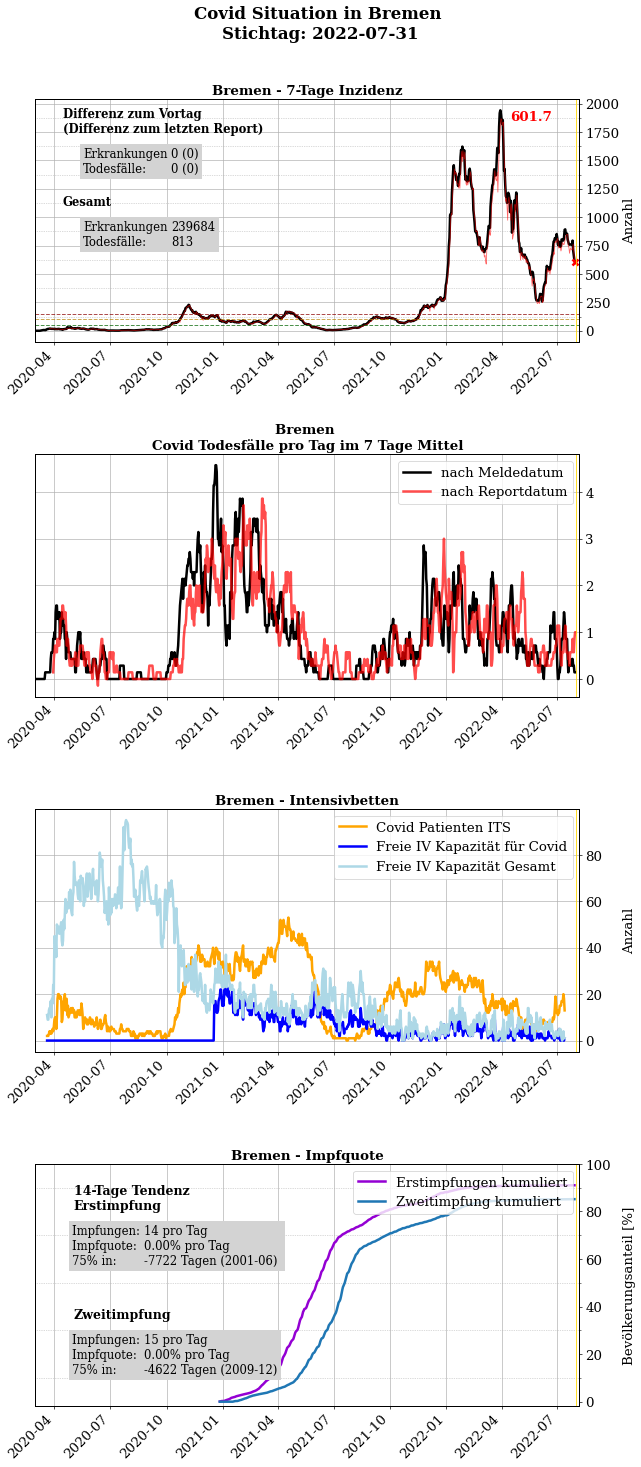 Covid Situation in Bremen
Stichtag: 2022-07-31
Bremen - 7-Tage Inzidenz
Differenz zum Vortag
(Differenz zum letzten Report)
Erkrankungen 0 (0)
Todesfälle: 0 (0)
Gesamt
Erkrankungen 239684
Todesfälle: 813
601.7
2000
1750
1500
1250
1000
750
500
250
0
Anzahl
2020-04 2020-07 2020-10 2021-01 2021-04 2021-07 2021-10 2022-01 2022-04 2022-07
Bremen
Covid Todesfälle pro Tag im 7 Tage Mittel
nach Meldedatum
nach Reportdatum
4
3
2
1
0
2020-04 2020-07 2020-10 2021-01 2021-04 2021-07 2021-10 2022-01 2022-04 2022-07
Bremen - Intensivbetten
Covid Patienten ITS
Freie IV Kapazität für Covid
Freie IV Kapazität Gesamt
80
60
40
20
0
Anzahl
2020-04 2020-07 2020-10 2021-01 2021-04 2021-07 2021-10 2022-01 2022-04 2022-07
Bremen - Impfquote
14-Tage Tendenz
Erstimpfung
Impfungen: 14 pro Tag
Impfquote: 0.00% pro Tag
75% in: -7722 Tagen (2001-06)
Zweitimpfung
Impfungen: 15 pro Tag
Impfquote: 0.00% pro Tag
75% in: -4622 Tagen (2009-12)
Erstimpfungen kumuliert
Zweitimpfung kumuliert
100
80
60
40
20
0
Bevölkerungsanteil [%]
2020-04 2020-07 2020-10 2021-01 2021-04 2021-07 2021-10 2022-01 2022-04 2022-07